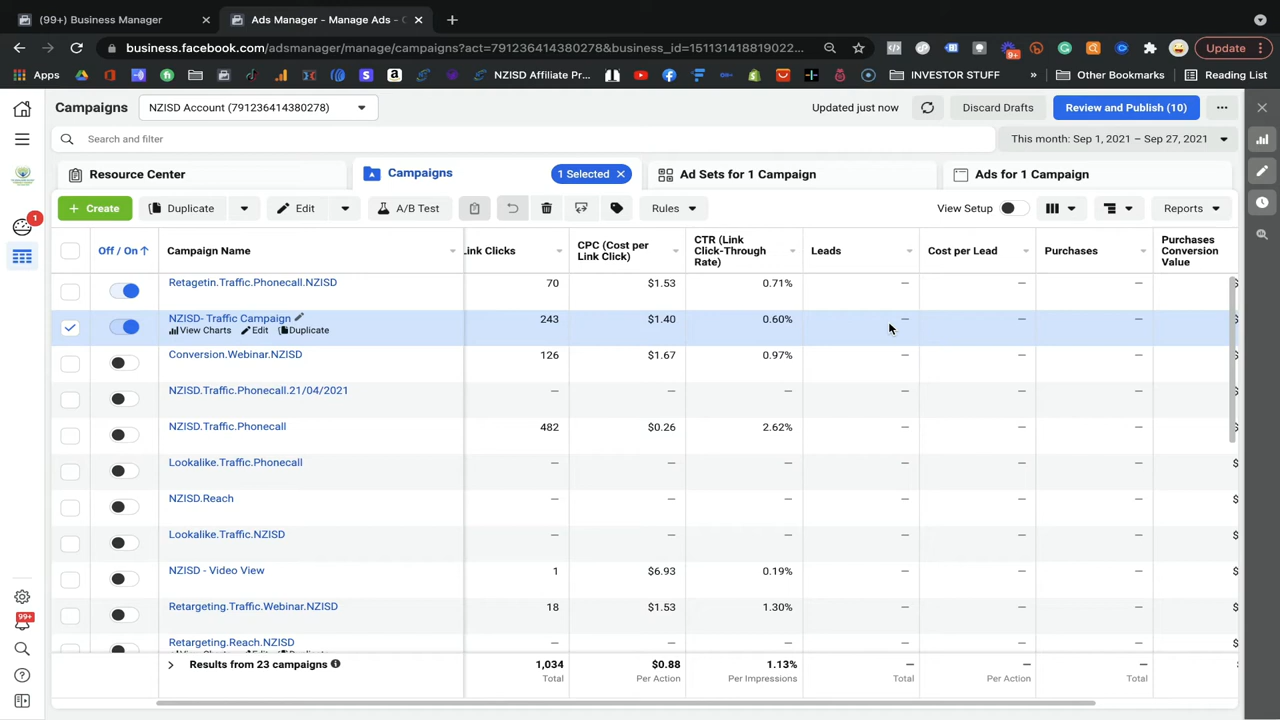 (99+) Business Manager
Ads Manager - Manage Ads - C
business.facebook.com/adsmanager/manage/campaigns?act=791236414380278&business_id=151131418819022...
9+
Update
Apps
NZISD Affiliate Pr...
INVESTOR STUFF
»
Other Bookmarks
Reading List
Campaigns
NZISD Account (791236414380278)
Updated just now
Discard Drafts
Review and Publish (10)
Search and filter
This month: Sep 1, 2021 – Sep 27, 2021
Resource Center
Campaigns
1 Selected
Ad Sets for 1 Campaign
Ads for 1 Campaign
+ Create
Duplicate
Edit
A/B Test
Rules
View Setup
Reports
1
Off / On
Campaign Name
Link Clicks
CPC (Cost per Link Click)
CTR (Link Click-Through Rate)
Leads
Cost per Lead
Purchases
Purchases Conversion Value
Retagetin.Traffic.Phonecall.NZISD 70 $1.53 0.71% — — — $
NZISD- Traffic Campaign 243 $1.40 0.60% — — — $
View Charts Edit Duplicate
Conversion.Webinar.NZISD 126 $1.67 0.97% — — — $
NZISD.Traffic.Phonecall.21/04/2021 — — — — — — $
NZISD.Traffic.Phonecall 482 $0.26 2.62% — — — $
Lookalike.Traffic.Phonecall — — — — — — $
NZISD.Reach — — — — — — $
Lookalike.Traffic.NZISD — — — — — — $
NZISD - Video View 1 $6.93 0.19% — — — $
Retargeting.Traffic.Webinar.NZISD 18 $1.53 1.30% — — — $
Retargeting.Reach.NZISD — — — — — — $
99+
Results from 23 campaigns 1,034 $0.88 1.13% — — —
Total Per Action Per Impressions Total Per Action Total